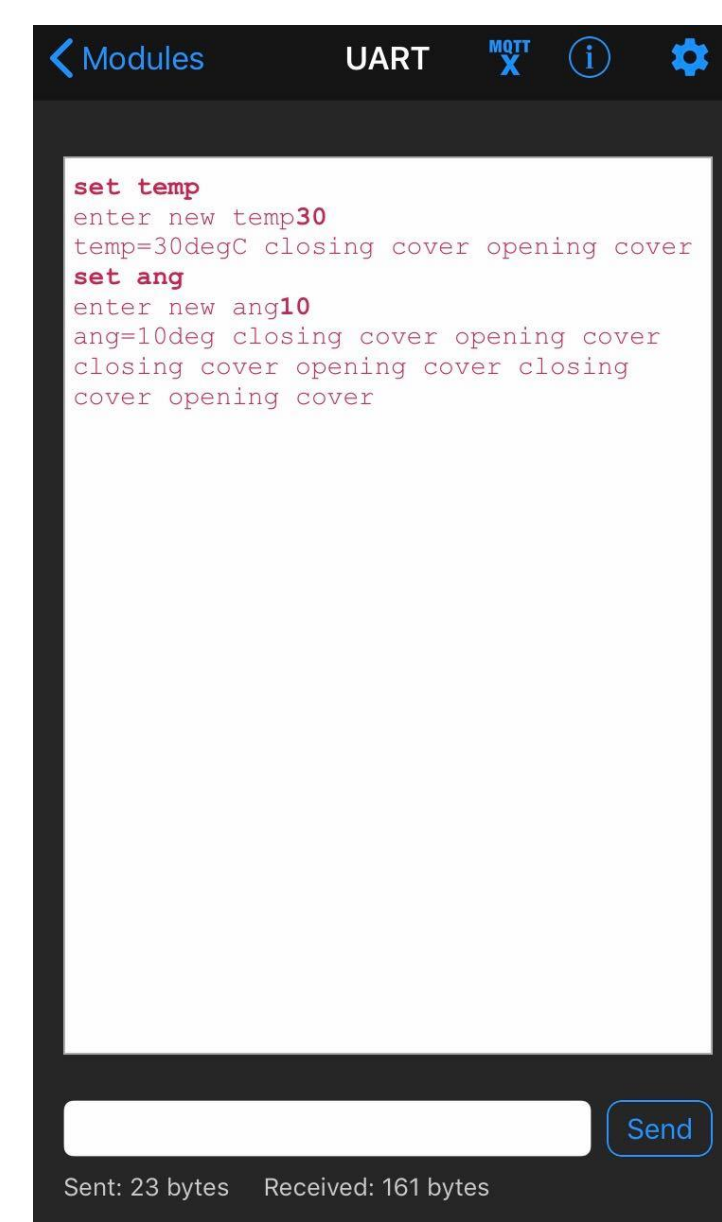 Modules UART MQTT X i
set temp
enter new temp30
temp=30degC closing cover opening cover
set ang
enter new ang10
ang=10deg closing cover opening cover
closing cover opening cover closing
cover opening cover
Send
Sent: 23 bytes Received: 161 bytes